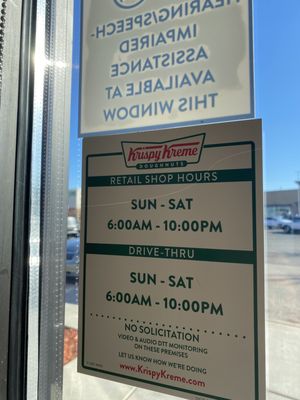 HEARING/SPEECH-
IMPAIRED
ASSISTANCE
AVAILABLE AT
THIS WINDOW
Krispy Kreme
DOUGHNUTS
RETAIL SHOP HOURS
SUN - SAT
6:00AM - 10:00PM
DRIVE-THRU
SUN - SAT
6:00AM - 10:00PM
NO SOLICITATION
VIDEO & AUDIO DTT MONITORING
ON THESE PREMISES
LET US KNOW HOW WE'RE DOING
www.KrispyKreme.com